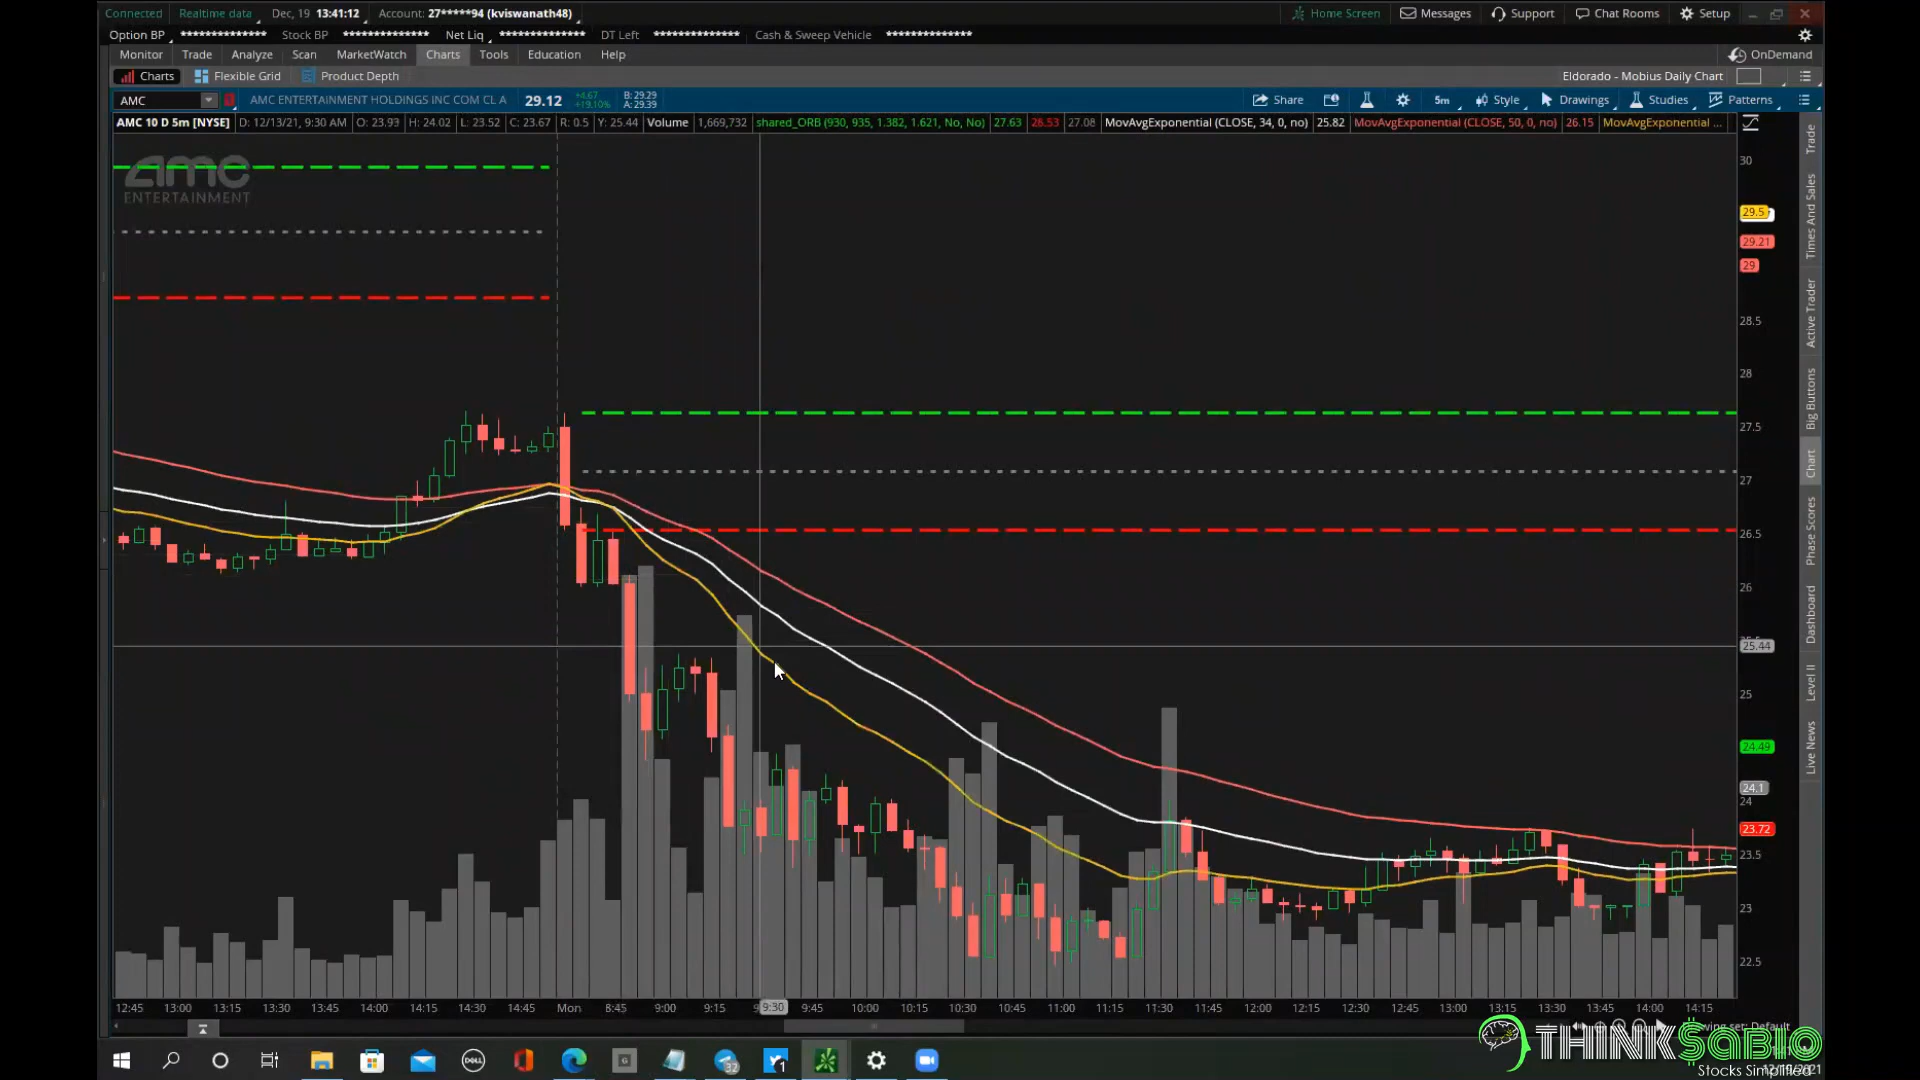 Connected Realtime data Dec, 19 13:41:12 Account: 27*****94 (kviswanath48) Home Screen Messages Support Chat Rooms Setup
Option BP ************** Stock BP ************** Net Liq ************** DT Left ************** Cash & Sweep Vehicle **************
Monitor Trade Analyze Scan MarketWatch Charts Tools Education Help OnDemand
Charts Flexible Grid Product Depth Eldorado - Mobius Daily Chart
AMC AMC ENTERTAINMENT HOLDINGS INC COM CL A 29.12 +4.67 +19.10% B: 29.29 A: 29.39 Share 5m Style Drawings Studies Patterns
AMC 10 D 5m [NYSE] D: 12/13/21, 9:30 AM O: 23.93 H: 24.02 L: 23.52 C: 23.67 R: 0.5 Y: 25.44 Volume 1,669,732 shared_ORB (930, 935, 1.382, 1.621, No, No) 27.63 26.53 27.08 MovAvgExponential (CLOSE, 34, 0, no) 25.82 MovAvgExponential (CLOSE, 50, 0, no) 26.15 MovAvgExponential ...
amc
ENTERTAINMENT
30
29.5
29.21
29
28.5
28
27.5
27
26.5
26
25.44
25
24.49
24.1
24
23.72
23.5
23
22.5
Trade
Times And Sales
Active Trader
Big Buttons
Chart
Phase Scores
Dashboard
Level II
Live News
12:45 13:00 13:15 13:30 13:45 14:00 14:15 14:30 14:45 Mon 8:45 9:00 9:15 9:30 9:45 10:00 10:15 10:30 10:45 11:00 11:15 11:30 11:45 12:00 12:15 12:30 12:45 13:00 13:15 13:30 13:45 14:00 14:15
Default
THINKSaBIO
Stocks Simplified
32
1